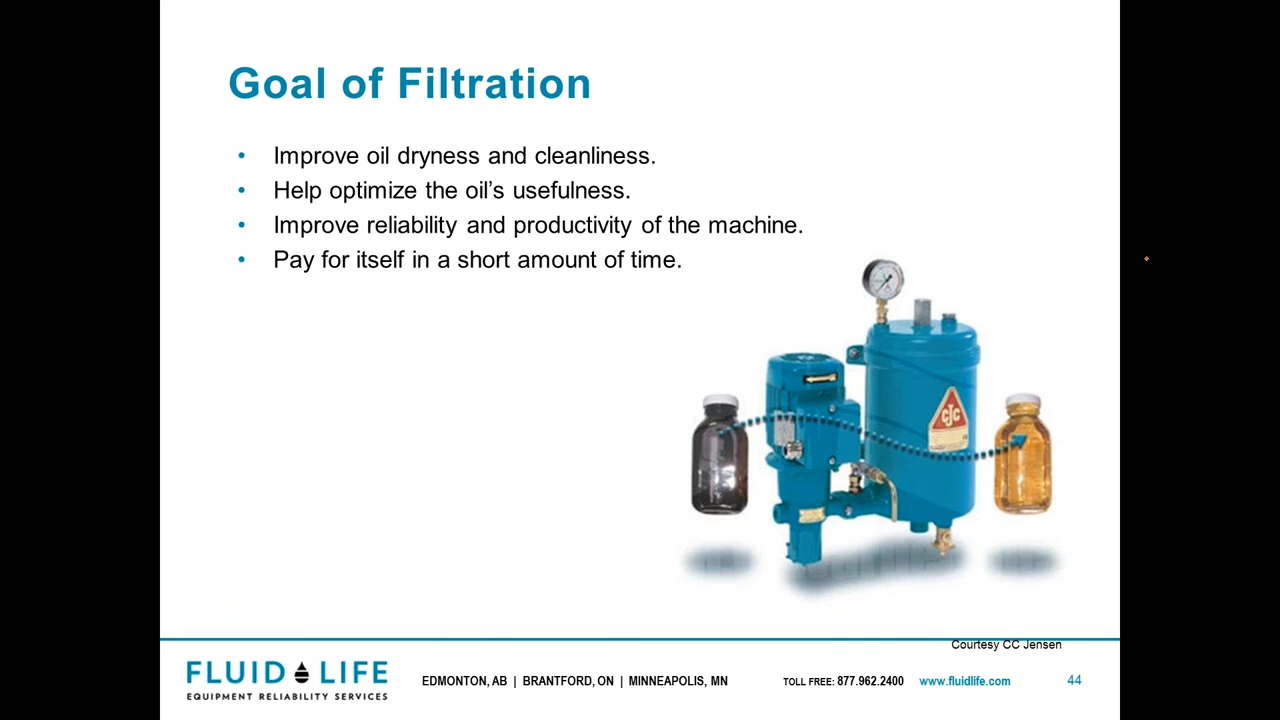 Goal of Filtration
• Improve oil dryness and cleanliness.
• Help optimize the oil’s usefulness.
• Improve reliability and productivity of the machine.
• Pay for itself in a short amount of time.
CJC
Courtesy CC Jensen
FLUID LIFE
EQUIPMENT RELIABILITY SERVICES
EDMONTON, AB | BRANTFORD, ON | MINNEAPOLIS, MN
TOLL FREE: 877.962.2400 www.fluidlife.com
44